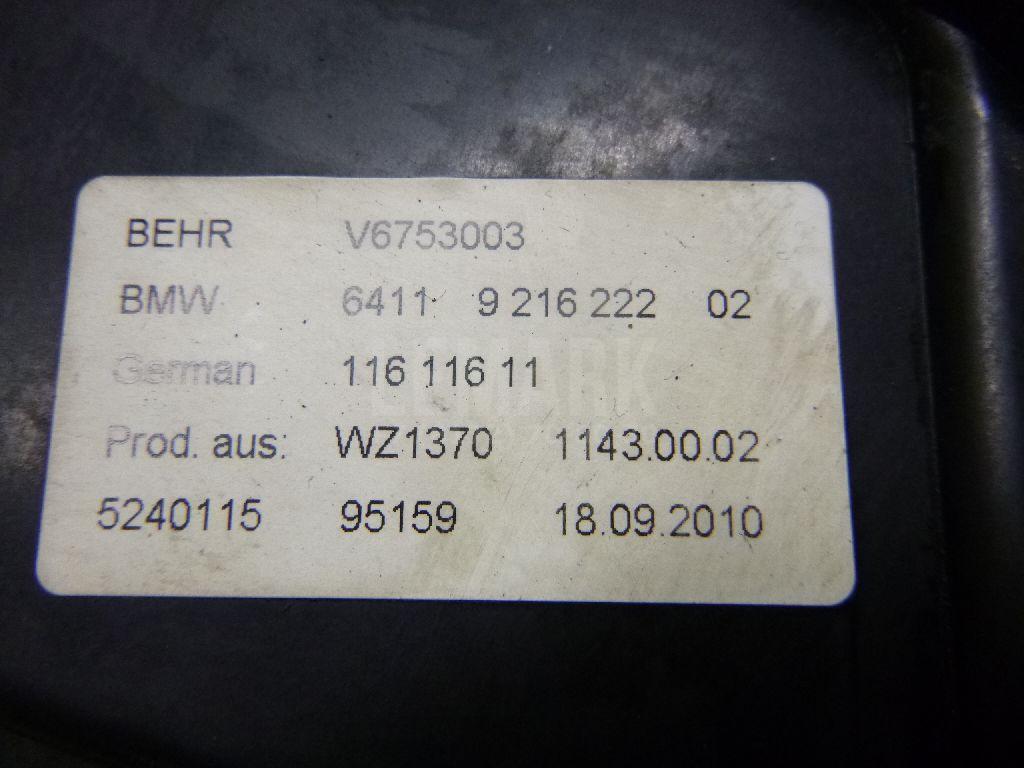 BEHR V6753003
BMW 6411 9 216 222 02
German 116 116 11
Prod. aus: WZ1370 1143.00.02
5240115 95159 18.09.2010